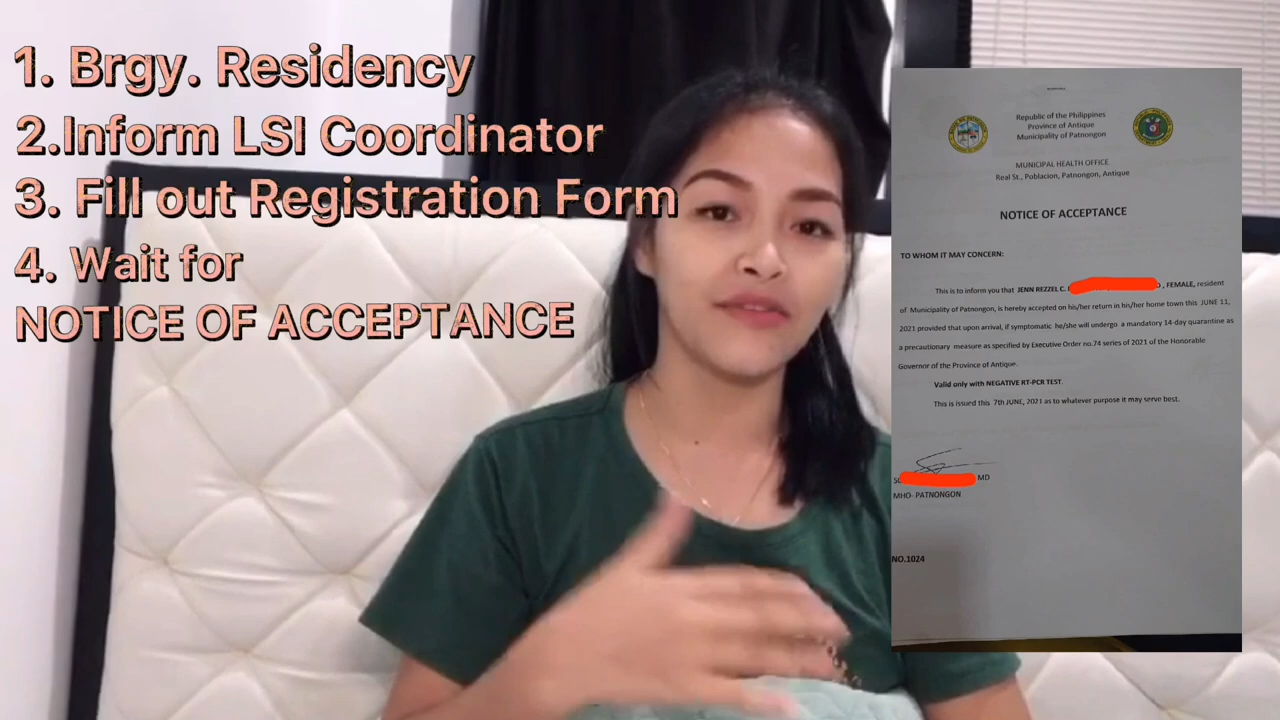 1. Brgy. Residency
2.Inform LSI Coordinator
3. Fill out Registration Form
4. Wait for
NOTICE OF ACCEPTANCE
Republic of the Philippines
Province of Antique
Municipality of Patnongon
MUNICIPAL HEALTH OFFICE
Real St., Poblacion, Patnongon, Antique
NOTICE OF ACCEPTANCE
TO WHOM IT MAY CONCERN:
This is to inform you that JENN REZZEL C. , FEMALE, resident
of Municipality of Patnongon, is hereby accepted on his/her return in his/her home town this JUNE 11,
2021 provided that upon arrival, if symptomatic he/she will undergo a mandatory 14-day quarantine as
a precautionary measure as specified by Executive Order no.74 series of 2021 of the Honorable
Governor of the Province of Antique.
Valid only with NEGATIVE RT-PCR TEST.
This is issued this 7th JUNE, 2021 as to whatever purpose it may serve best.
MD
MHO- PATNONGON
NO.1024